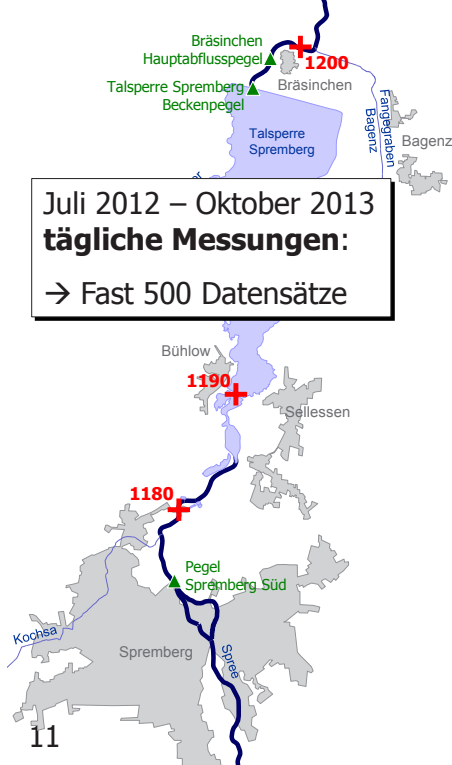 Bräsinchen
Hauptabflusspegel
1200
Talsperre Spremberg
Beckenpegel
Bräsinchen
Fangegraben
Bagenz
Bagenz
Talsperre
Spremberg
Juli 2012 – Oktober 2013
tägliche Messungen:
→ Fast 500 Datensätze
Bühlow
1190
Sellessen
1180
Pegel
Spremberg Süd
Kochsa
Spremberg
Spree
11